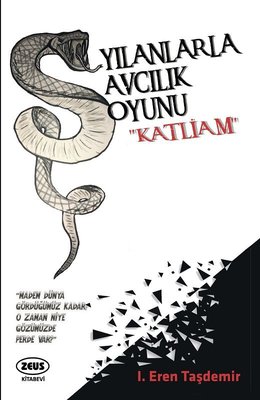 YILANLARLA
AVCILIK
OYUNU
"KATLİAM"
"MADEM DÜNYA
GÖRDÜĞÜMÜZ KADAR
O ZAMAN NİYE
GÖZÜMÜZDE
PERDE VAR?"
I. Eren Taşdemir
ZEUS
KİTABEVİ